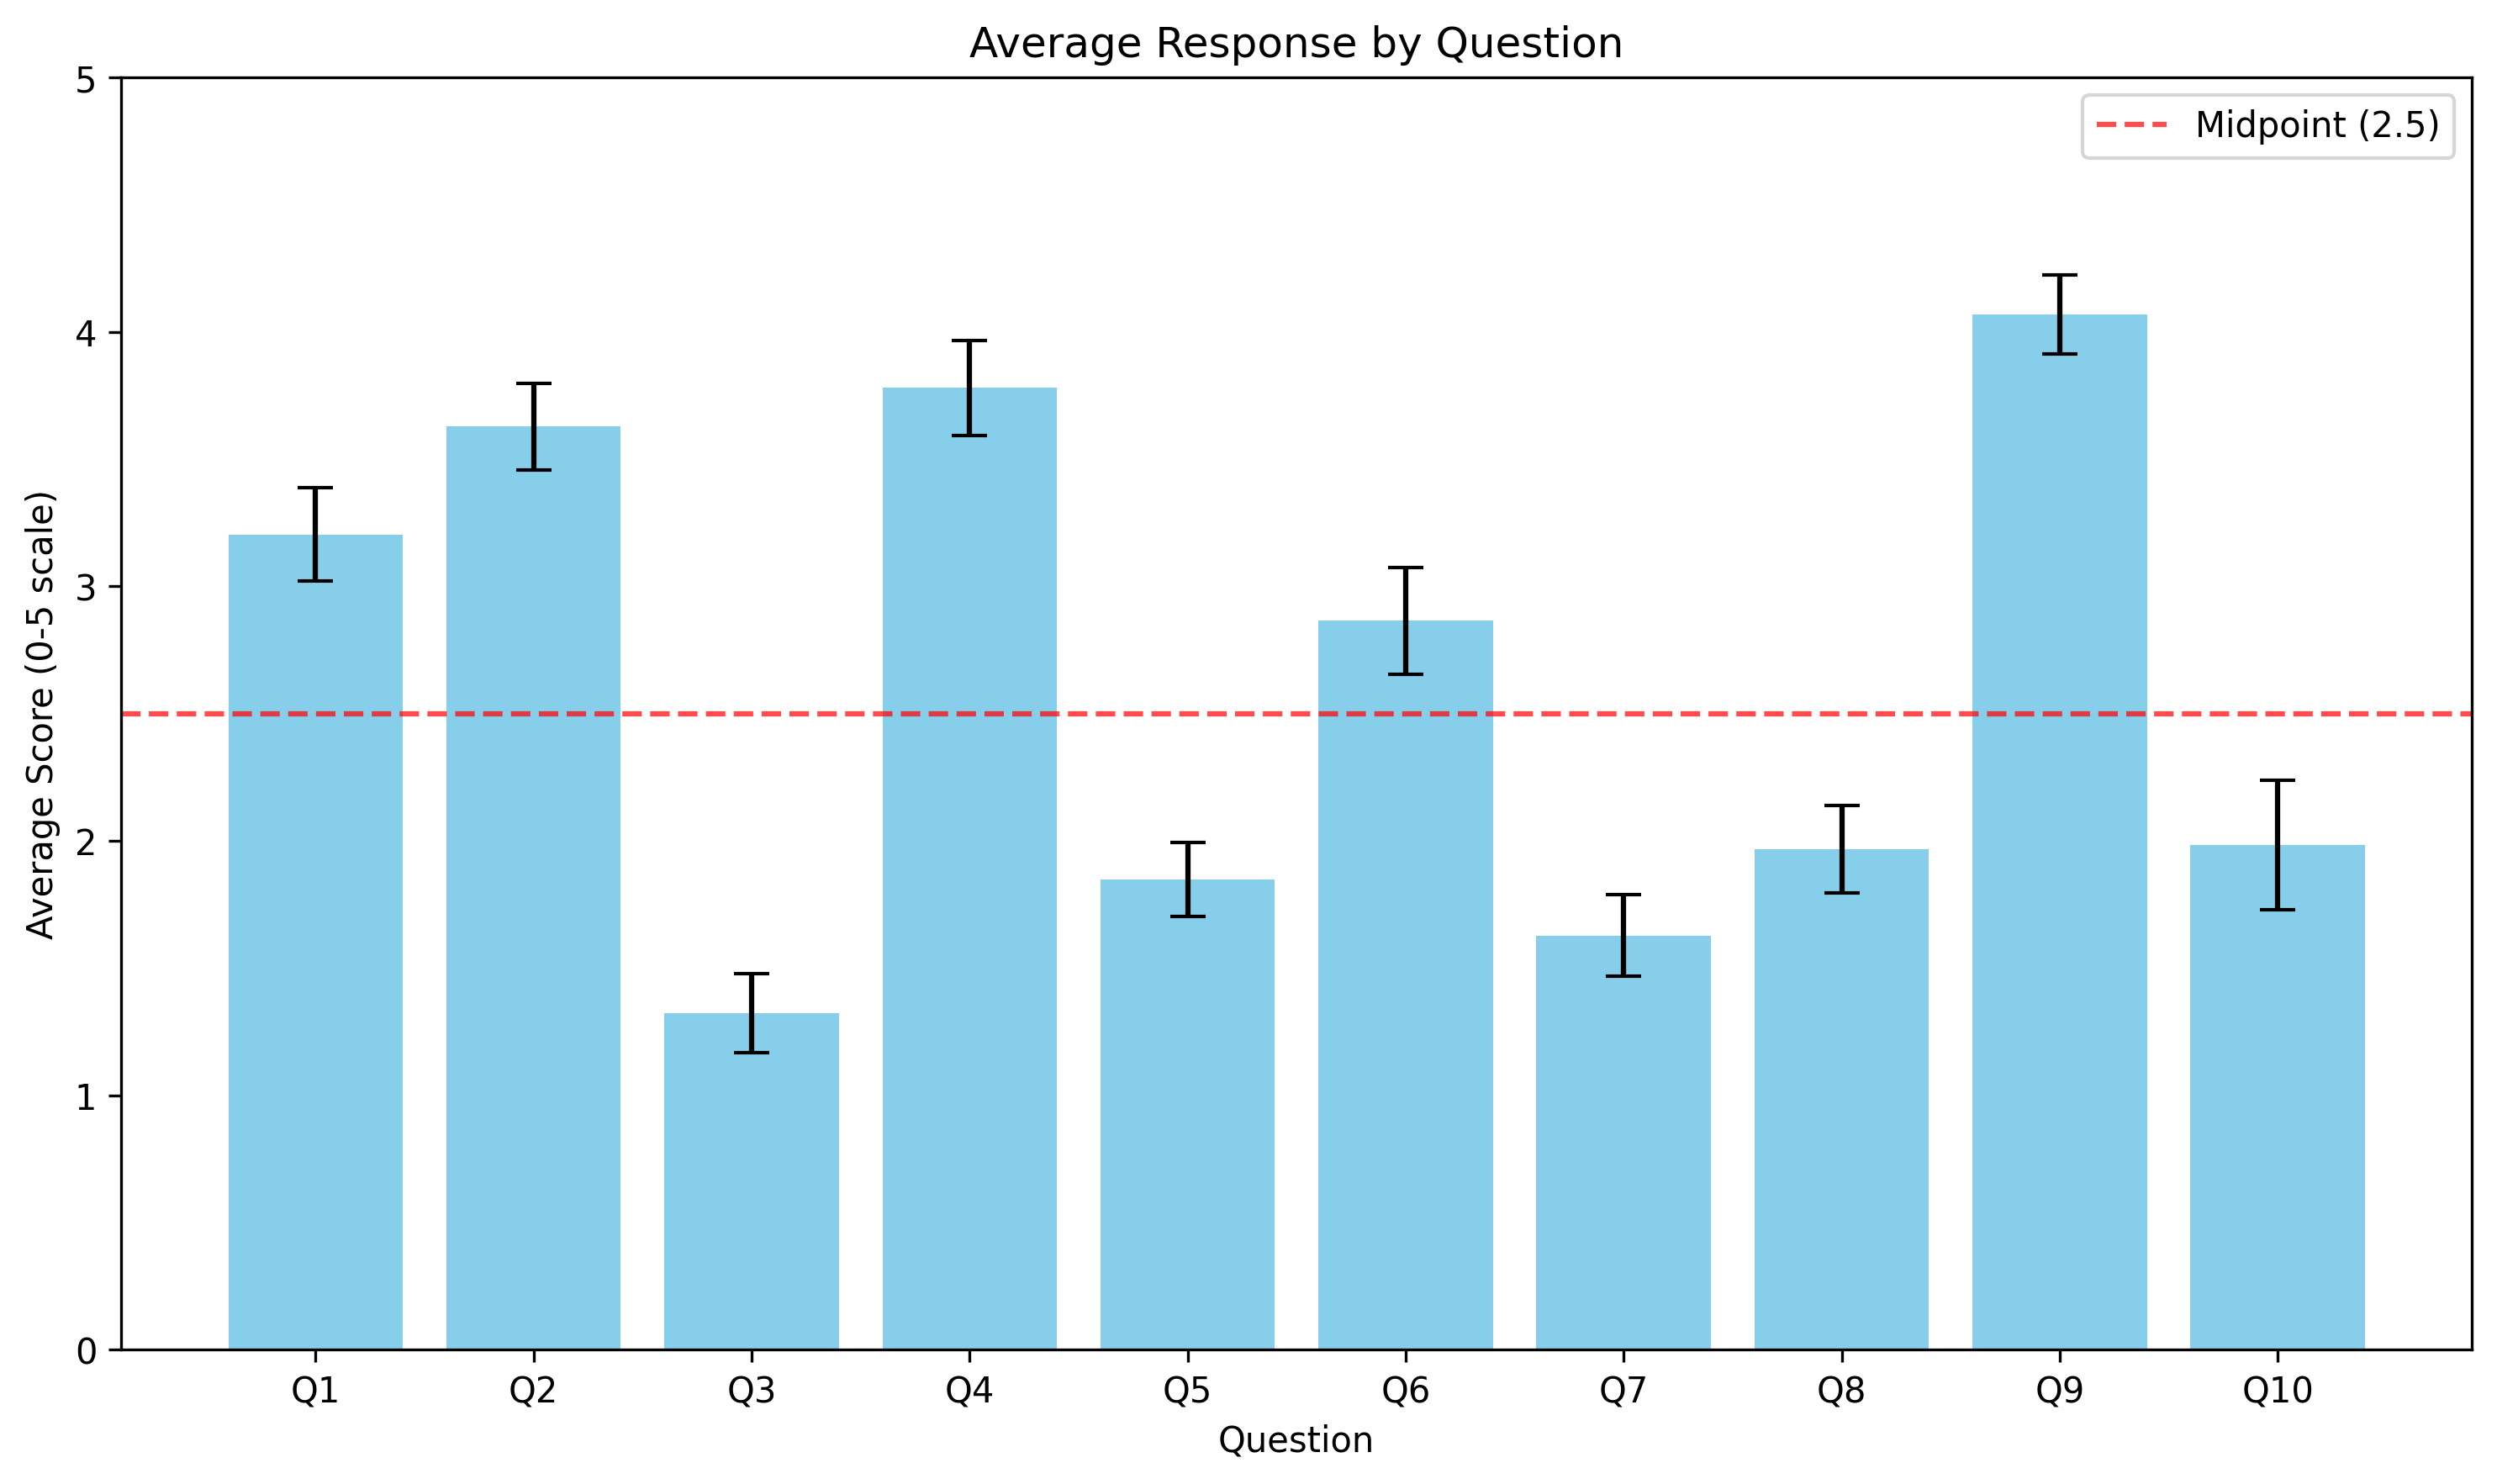 Average Response by Question
Midpoint (2.5)
Average Score (0-5 scale)
5
4
3
2
1
0
Q1 Q2 Q3 Q4 Q5 Q6 Q7 Q8 Q9 Q10
Question